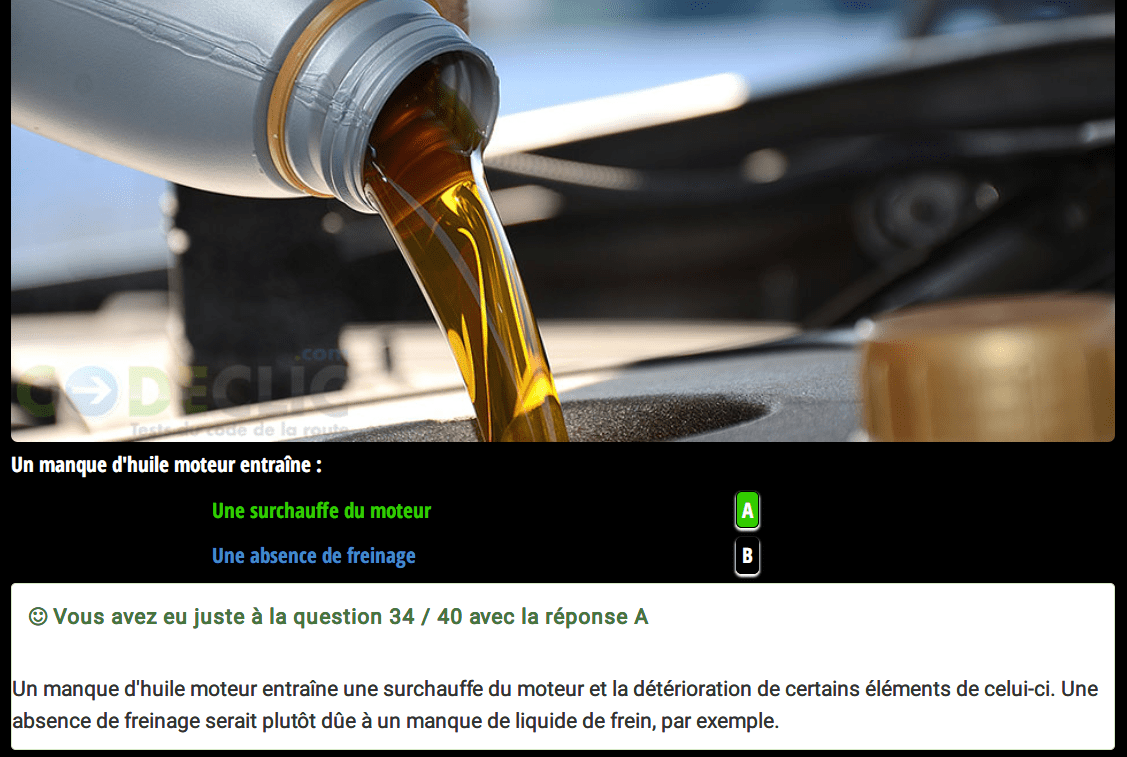 CODECLIC
.com
Tests du code de la route
Un manque d'huile moteur entraîne :
Une surchauffe du moteur A
Une absence de freinage B
Vous avez eu juste à la question 34 / 40 avec la réponse A
Un manque d'huile moteur entraîne une surchauffe du moteur et la détérioration de certains éléments de celui-ci. Une
absence de freinage serait plutôt dûe à un manque de liquide de frein, par exemple.